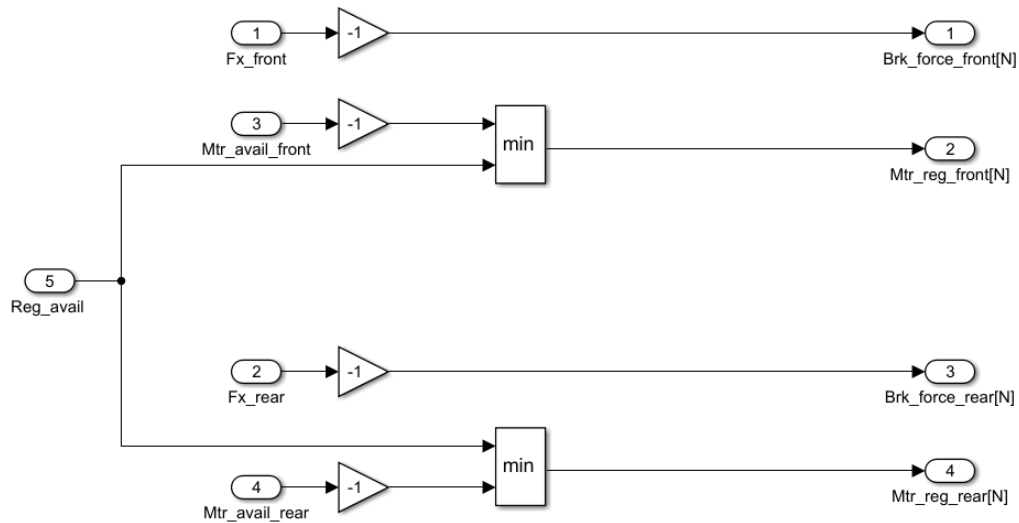 1
-1
1
Fx_front
Brk_force_front[N]
3
-1
min
2
Mtr_avail_front
Mtr_reg_front[N]
5
Reg_avail
2
-1
3
Fx_rear
Brk_force_rear[N]
min
4
-1
4
Mtr_avail_rear
Mtr_reg_rear[N]